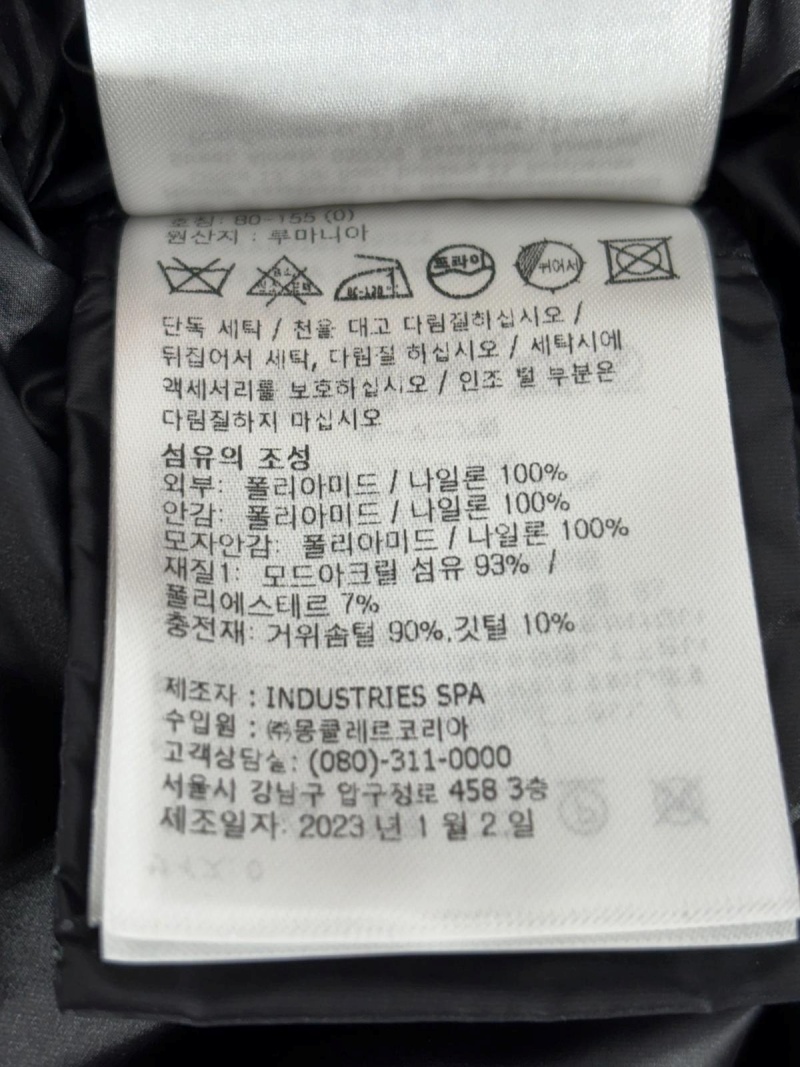 호칭: 80-155 (0)
원산지 : 루마니아
드라이
뉘어서
단독 세탁 / 천을 대고 다림질하십시오 /
뒤집어서 세탁, 다림질 하십시오 / 세탁시에
액세서리를 보호하십시오 / 인조 털 부분은
다림질하지 마십시오
섬유의 조성
외부: 폴리아미드 / 나일론 100%
안감: 폴리아미드 / 나일론 100%
모자안감: 폴리아미드 / 나일론 100%
재질1: 모드아크릴 섬유 93% /
폴리에스테르 7%
충전재: 거위솜털 90%,깃털 10%
제조자 : INDUSTRIES SPA
수입원 : ㈜몽클레르코리아
고객상담실: (080)-311-0000
서울시 강남구 압구정로 458 3층
제조일자: 2023 년 1 월 2 일